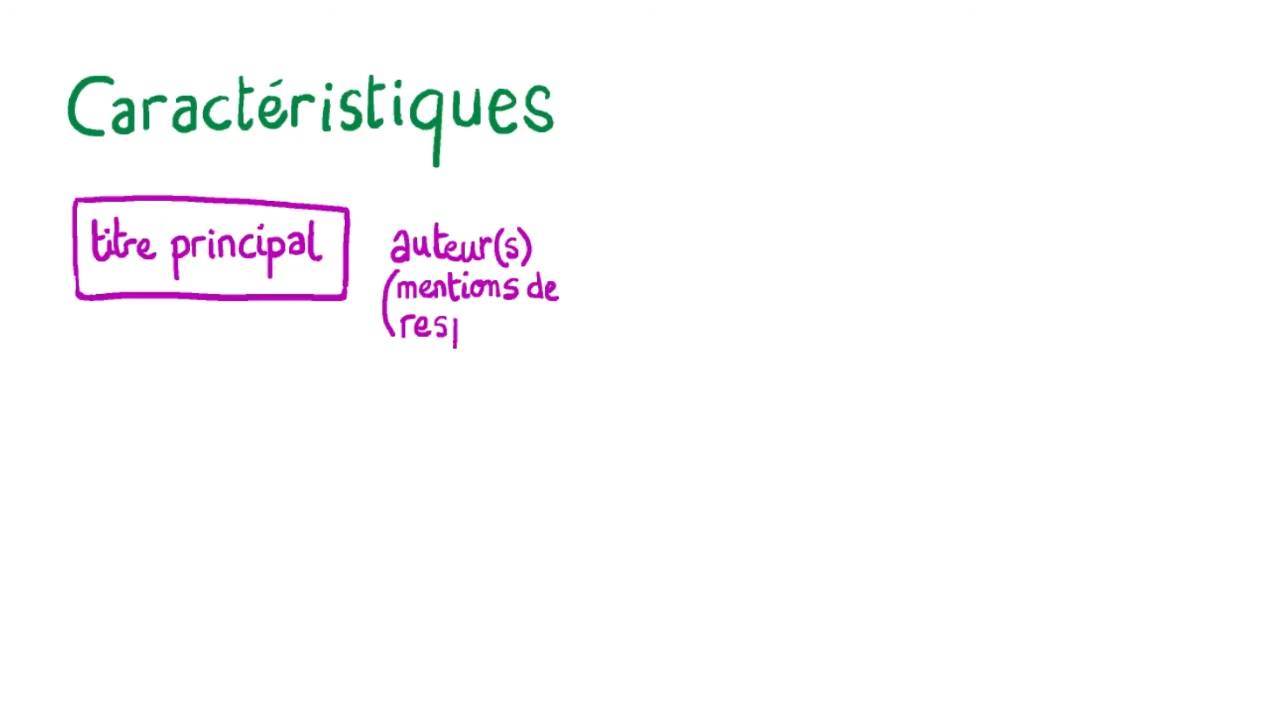 Caractéristiques
titre principal
auteur(s)
(mentions de
res